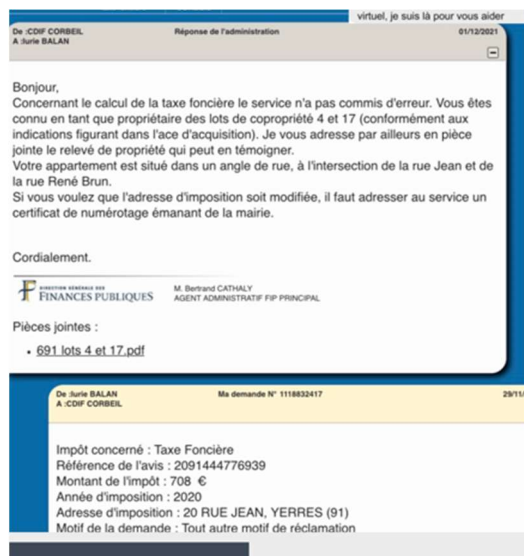 virtuel, je suis là pour vous aider
De :CDIF CORBEIL Réponse de l'administration 01/12/2021
A :Iurie BALAN
Bonjour,
Concernant le calcul de la taxe foncière le service n'a pas commis d'erreur. Vous êtes
connu en tant que propriétaire des lots de copropriété 4 et 17 (conformément aux
indications figurant dans l'ace d'acquisition). Je vous adresse par ailleurs en pièce
jointe le relevé de propriété qui peut en témoigner.
Votre appartement est situé dans un angle de rue, à l'intersection de la rue Jean et de
la rue René Brun.
Si vous voulez que l'adresse d'imposition soit modifiée, il faut adresser au service un
certificat de numérotage émanant de la mairie.
Cordialement.
DIRECTION GÉNÉRALE DES
FINANCES PUBLIQUES
M. Bertrand CATHALY
AGENT ADMINISTRATIF FIP PRINCIPAL
Pièces jointes :
• 691 lots 4 et 17.pdf
De :Iurie BALAN Ma demande N° 1118832417 29/11/
A :CDIF CORBEIL
Impôt concerné : Taxe Foncière
Référence de l'avis : 2091444776939
Montant de l'impôt : 708 €
Année d'imposition : 2020
Adresse d'imposition : 20 RUE JEAN, YERRES (91)
Motif de la demande : Tout autre motif de réclamation